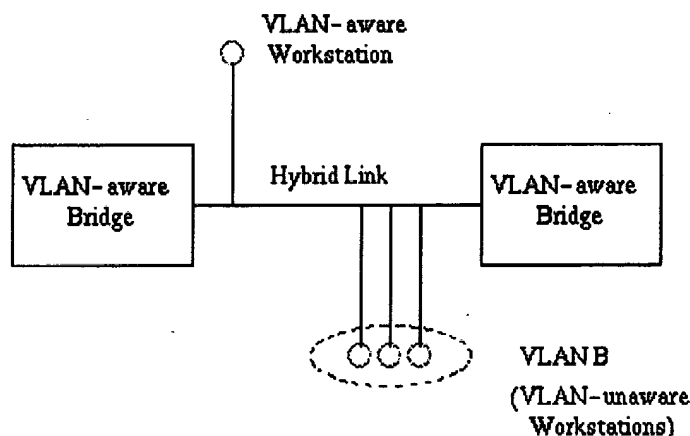 VLAN-aware
Workstation
VLAN-aware
Bridge
Hybrid Link
VLAN-aware
Bridge
VLAN B
(VLAN-unaware
Workstations)